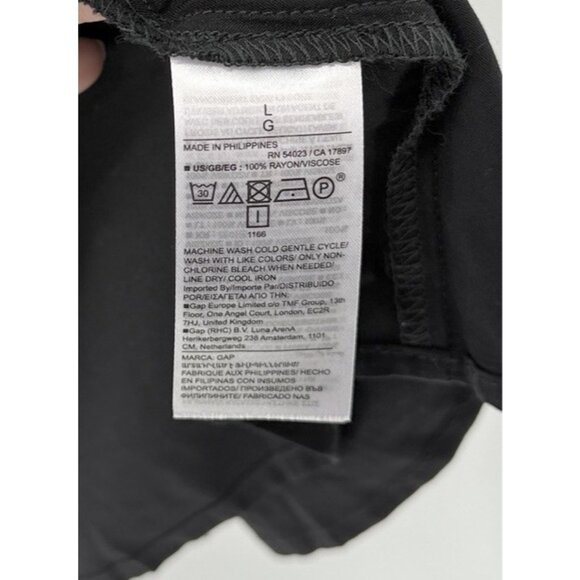 L
G
MADE IN PHILIPPINES
RN 54023 / CA 17897
■ US/GB/EG : 100% RAYON/VISCOSE
30 P ®
I
1166
MACHINE WASH COLD GENTLE CYCLE/
WASH WITH LIKE COLORS/ ONLY NON-
CHLORINE BLEACH WHEN NEEDED/
LINE DRY/ COOL IRON
Imported By/Importe Par/DISTRIBUIDO
POR/ΕΙΖΑΓΕΤΑΙ ΑΠΟ ΤΗΝ:
■Gap Europe Limited c/o TMF Group, 13th
Floor, One Angel Court, London, EC2R
7HJ, United Kingdom
■Gap (RHC) B.V. Luna ArenA
Herikerbergweg 238 Amsterdam, 1101
CM, Netherlands
MARCA: GAP
FABRIQUE AUX PHILIPPINES/ HECHO
EN FILIPINAS CON INSUMOS
IMPORTADOS/ ПРОИЗВЕДЕНО ВЪВ
ФИЛИПИНИТЕ/ FABRICADO NAS